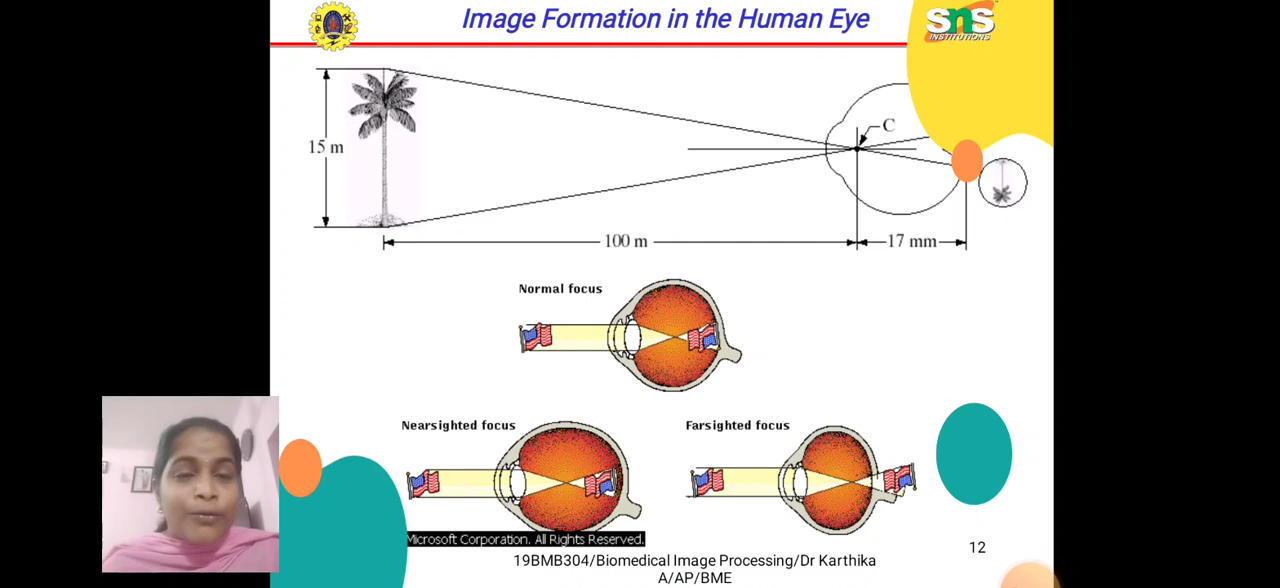 Image Formation in the Human Eye
SNS
INSTITUTIONS
C
15 m
100 m
17 mm
Normal focus
Nearsighted focus
Farsighted focus
Microsoft Corporation. All Rights Reserved.
12
19BMB304/Biomedical Image Processing/Dr Karthika
A/AP/BME